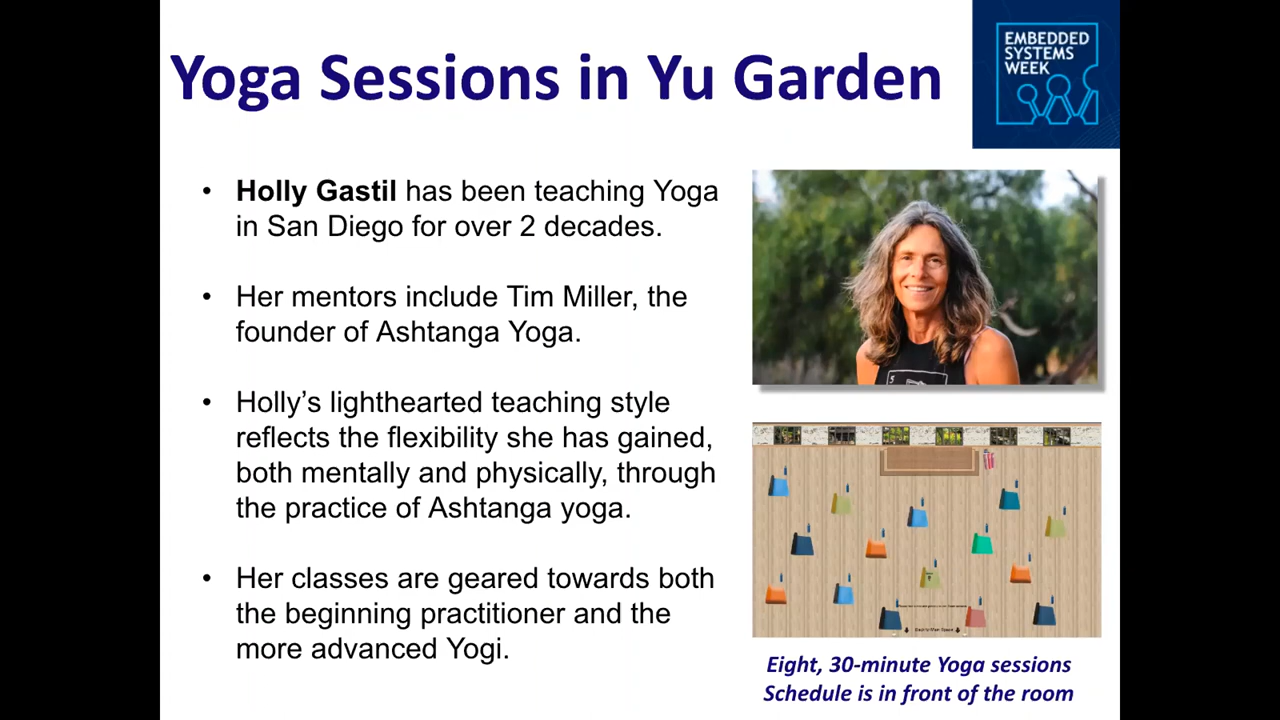 Yoga Sessions in Yu Garden
EMBEDDED
SYSTEMS
WEEK
• Holly Gastil has been teaching Yoga
in San Diego for over 2 decades.
• Her mentors include Tim Miller, the
founder of Ashtanga Yoga.
• Holly’s lighthearted teaching style
reflects the flexibility she has gained,
both mentally and physically, through
the practice of Ashtanga yoga.
• Her classes are geared towards both
the beginning practitioner and the
more advanced Yogi.
5
Eight, 30-minute Yoga sessions
Schedule is in front of the room